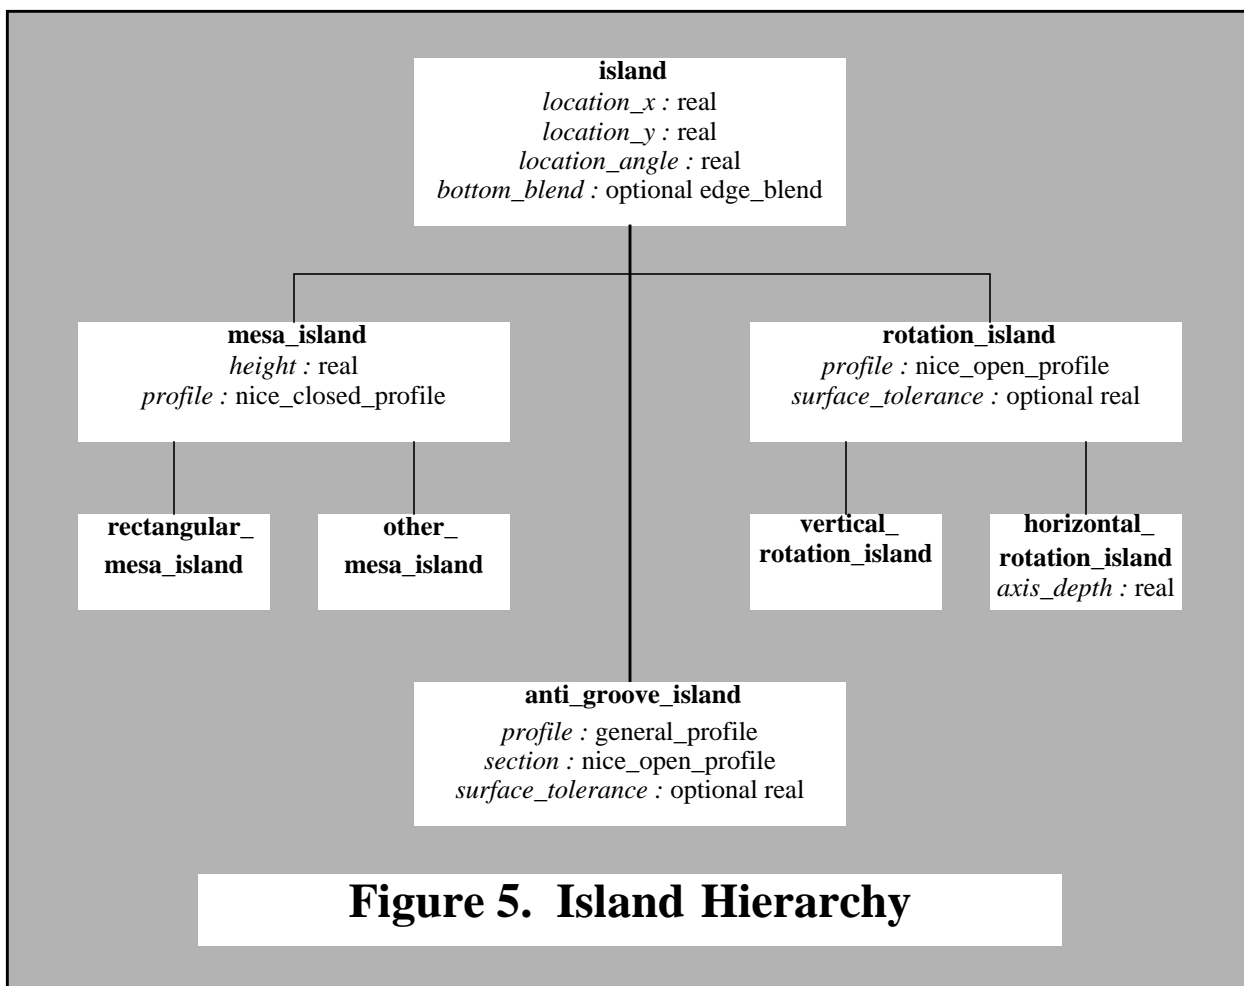 island
location_x : real
location_y : real
location_angle : real
bottom_blend : optional edge_blend
mesa_island
height : real
profile : nice_closed_profile
rotation_island
profile : nice_open_profile
surface_tolerance : optional real
rectangular_
mesa_island
other_
mesa_island
vertical_
rotation_island
horizontal_
rotation_island
axis_depth : real
anti_groove_island
profile : general_profile
section : nice_open_profile
surface_tolerance : optional real
Figure 5. Island Hierarchy